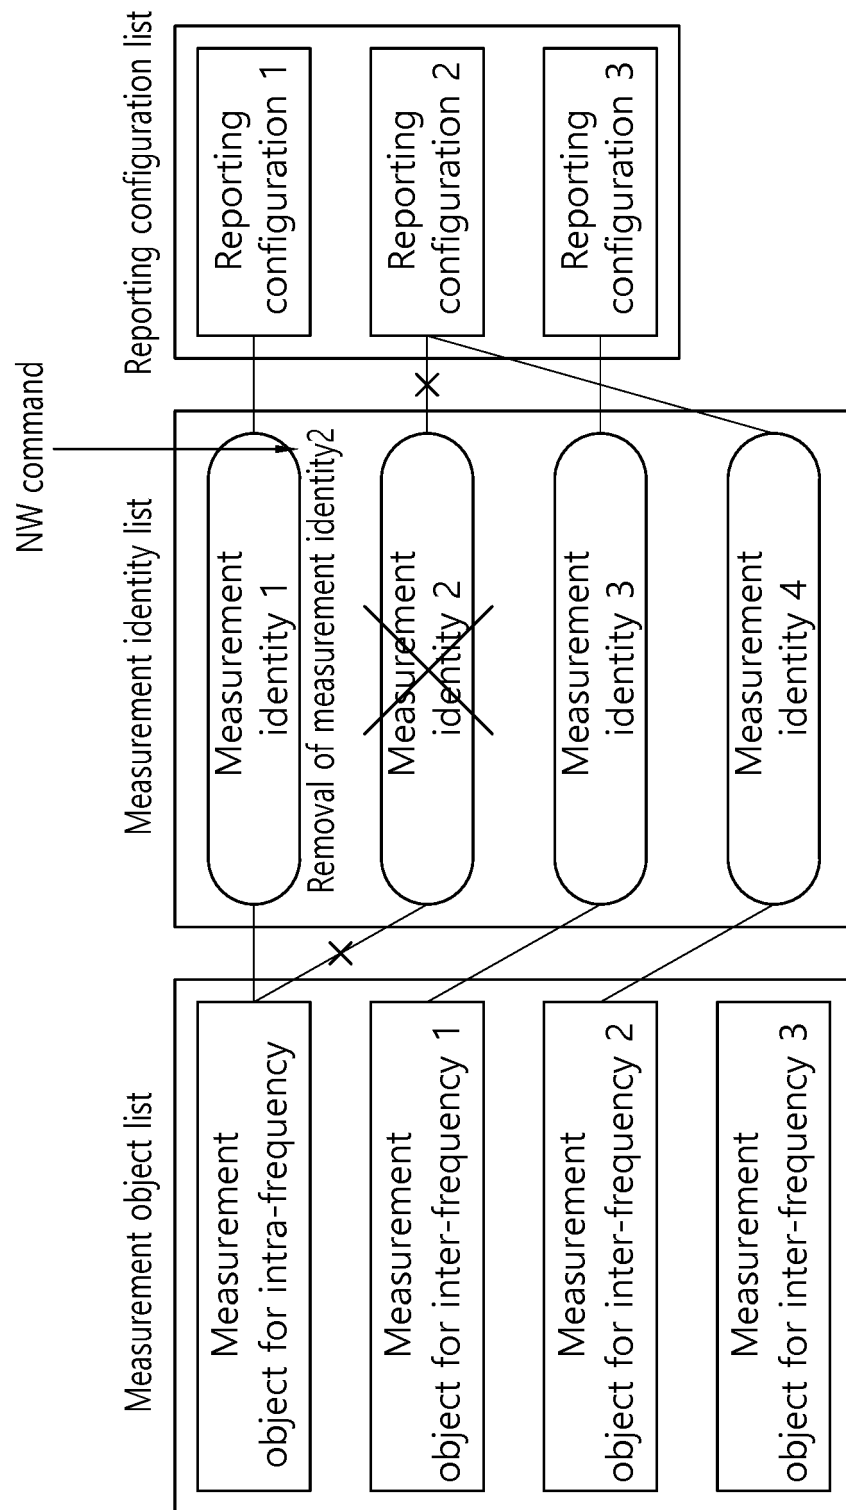 NW command
Measurement object list
Measurement identity list
Reporting configuration list
Measurement
object for intra-frequency
Measurement
identity 1
Reporting
configuration 1
Removal of measurement identity2
Measurement
object for inter-frequency 1
Measurement
identity 2
Reporting
configuration 2
Measurement
object for inter-frequency 2
Measurement
identity 3
Reporting
configuration 3
Measurement
object for inter-frequency 3
Measurement
identity 4